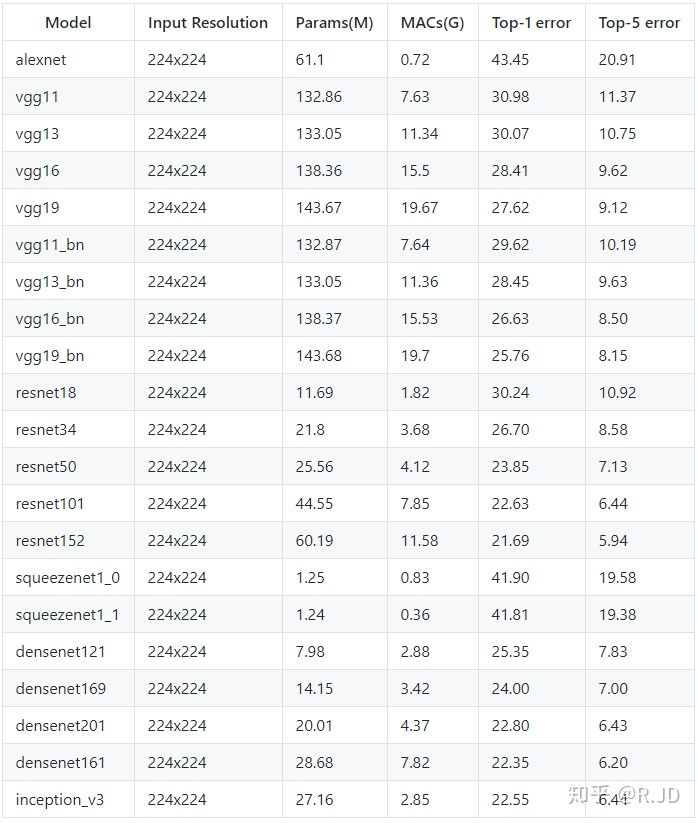 Model Input Resolution Params(M) MACs(G) Top-1 error Top-5 error
alexnet 224x224 61.1 0.72 43.45 20.91
vgg11 224x224 132.86 7.63 30.98 11.37
vgg13 224x224 133.05 11.34 30.07 10.75
vgg16 224x224 138.36 15.5 28.41 9.62
vgg19 224x224 143.67 19.67 27.62 9.12
vgg11_bn 224x224 132.87 7.64 29.62 10.19
vgg13_bn 224x224 133.05 11.36 28.45 9.63
vgg16_bn 224x224 138.37 15.53 26.63 8.50
vgg19_bn 224x224 143.68 19.7 25.76 8.15
resnet18 224x224 11.69 1.82 30.24 10.92
resnet34 224x224 21.8 3.68 26.70 8.58
resnet50 224x224 25.56 4.12 23.85 7.13
resnet101 224x224 44.55 7.85 22.63 6.44
resnet152 224x224 60.19 11.58 21.69 5.94
squeezenet1_0 224x224 1.25 0.83 41.90 19.58
squeezenet1_1 224x224 1.24 0.36 41.81 19.38
densenet121 224x224 7.98 2.88 25.35 7.83
densenet169 224x224 14.15 3.42 24.00 7.00
densenet201 224x224 20.01 4.37 22.80 6.43
densenet161 224x224 28.68 7.82 22.35 6.20
inception_v3 224x224 27.16 2.85 22.55 6.44
知乎 @R.JD